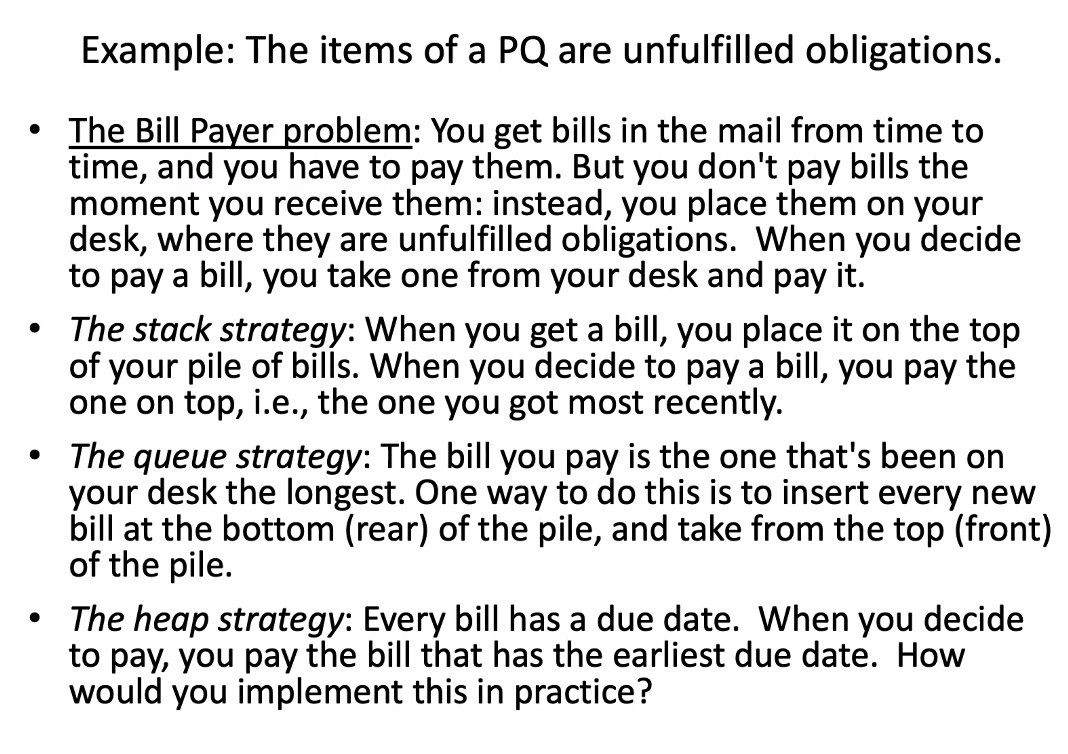 Example: The items of a PQ are unfulfilled obligations.
• The Bill Payer problem: You get bills in the mail from time to
time, and you have to pay them. But you don't pay bills the
moment you receive them: instead, you place them on your
desk, where they are unfulfilled obligations.  When you decide
to pay a bill, you take one from your desk and pay it.
• The stack strategy: When you get a bill, you place it on the top
of your pile of bills. When you decide to pay a bill, you pay the
one on top, i.e., the one you got most recently.
• The queue strategy: The bill you pay is the one that's been on
your desk the longest. One way to do this is to insert every new
bill at the bottom (rear) of the pile, and take from the top (front)
of the pile.
• The heap strategy: Every bill has a due date.  When you decide
to pay, you pay the bill that has the earliest due date.  How
would you implement this in practice?